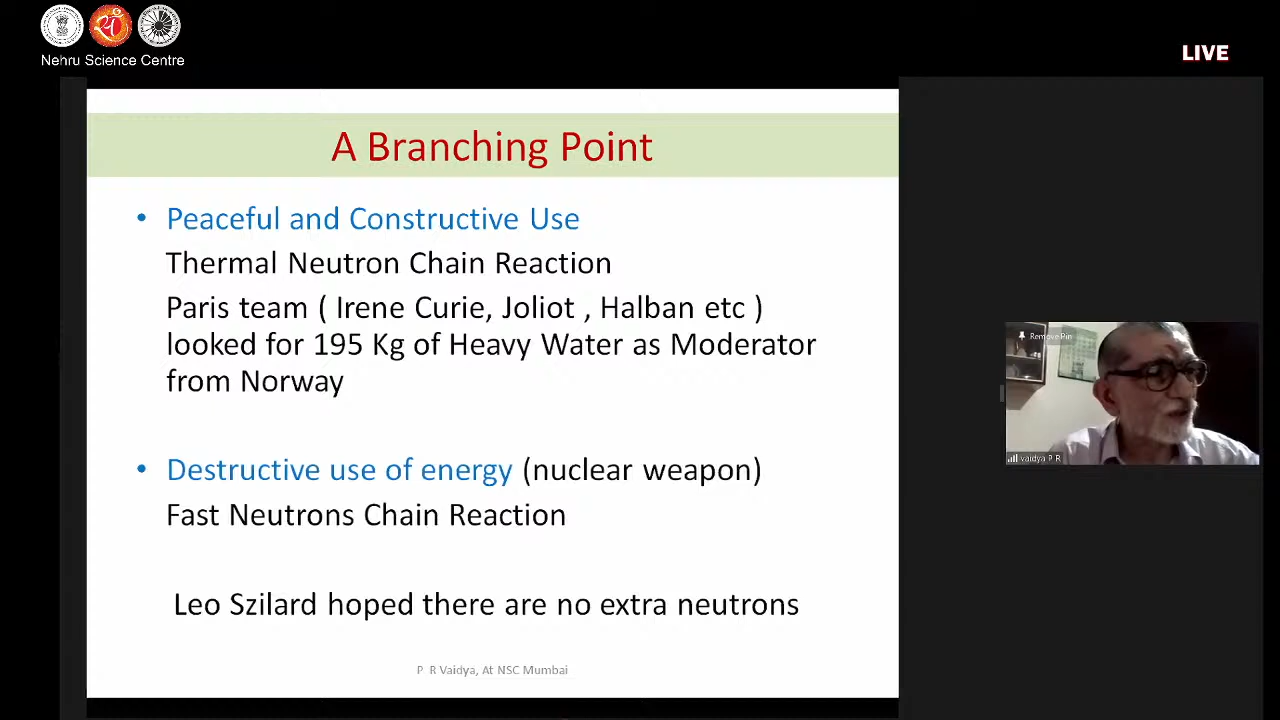 Nehru Science Centre
LIVE
A Branching Point
• Peaceful and Constructive Use
Thermal Neutron Chain Reaction
Paris team ( Irene Curie, Joliot , Halban etc )
looked for 195 Kg of Heavy Water as Moderator
from Norway
Remove Pin
vaidya P R
• Destructive use of energy (nuclear weapon)
Fast Neutrons Chain Reaction
Leo Szilard hoped there are no extra neutrons
P R Vaidya, At NSC Mumbai